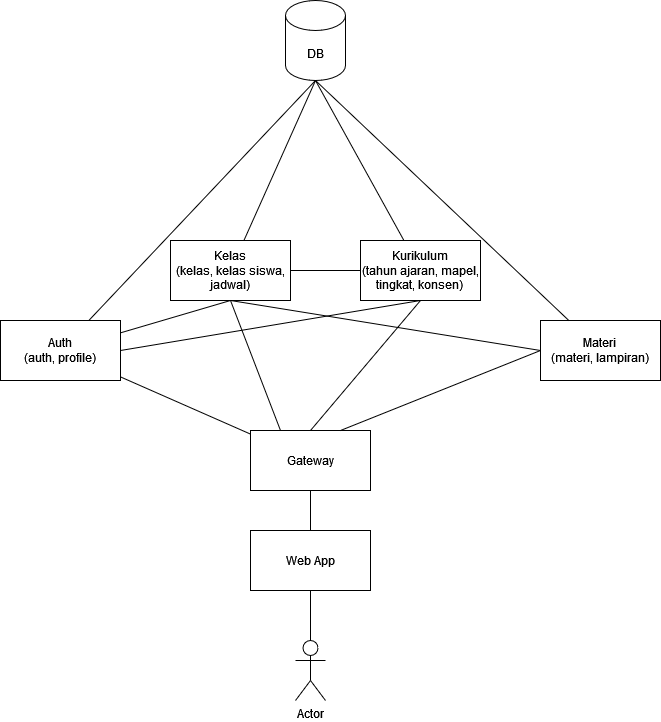 DB
Kelas
(kelas, kelas siswa,
jadwal)
Kurikulum
(tahun ajaran, mapel,
tingkat, konsen)
Auth
(auth, profile)
Materi
(materi, lampiran)
Gateway
Web App
Actor